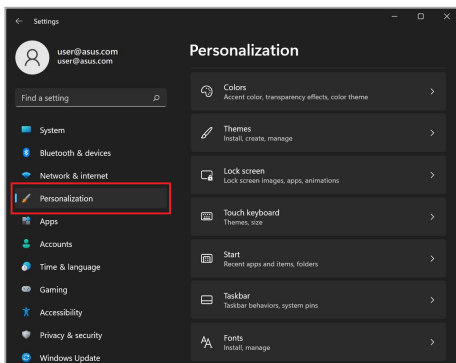 Settings
user@asus.com
user@asus.com
Find a setting
System
Bluetooth & devices
Network & internet
Personalization
Apps
Accounts
Time & language
Gaming
Accessibility
Privacy & security
Windows Update
Personalization
Colors
Accent color, transparency effects, color theme
Themes
Install, create, manage
Lock screen
Lock screen images, apps, animations
Touch keyboard
Themes, size
Start
Recent apps and items, folders
Taskbar
Taskbar behaviors, system pins
Fonts
Install, manage